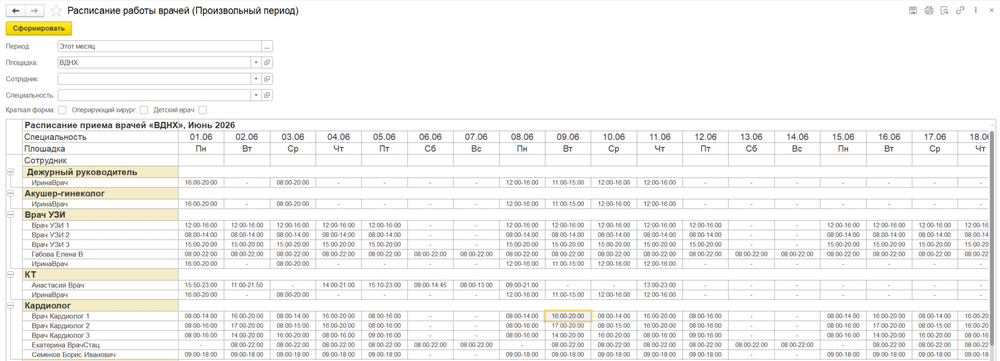 Расписание работы врачей (Произвольный период)
Сформировать
Период: Этот месяц ...
Площадка: ВДНХ
Сотрудник:
Специальность:
Краткая форма: Оперирующий хирург: Детский врач:
Расписание приема врачей «ВДНХ», Июнь 2026
Специальность 01.06 02.06 03.06 04.06 05.06 06.06 07.06 08.06 09.06 10.06 11.06 12.06 13.06 14.06 15.06 16.06 17.06 18.0
Плошадка Пн Вт Ср Чт Пт Сб Вс Пн Вт Ср Чт Пт Сб Вс Пн Вт Ср Чт
Сотрудник
Дежурный руководитель
ИринаВрач 16:00-20:00 - 08:00-20:00 - - - - 12:00-16:00 11:00-15:00 12:00-16:00 12:00-16:00 - - - - - - -
Акушер-гинеколог
ИринаВрач 16:00-20:00 - 08:00-20:00 - - - - 12:00-16:00 11:00-15:00 12:00-16:00 12:00-16:00 - - - - - - -
Врач УЗИ
Врач УЗИ 1 12:00-16:00 12:00-16:00 12:00-16:00 12:00-16:00 12:00-16:00 - - 12:00-16:00 12:00-16:00 12:00-16:00 12:00-16:00 12:00-16:00 - - 12:00-16:00 12:00-16:00 12:00-16:00 12:00-16
Врач УЗИ 2 08:00-14:00 08:00-14:00 08:00-14:00 08:00-14:00 08:00-14:00 - - 08:00-14:00 08:00-14:00 08:00-14:00 08:00-14:00 08:00-14:00 - - 08:00-14:00 08:00-14:00 08:00-14:00 08:00-14
Врач УЗИ 3 15:00-20:00 15:00-20:00 15:00-20:00 15:00-20:00 15:00-20:00 - - 15:00-20:00 15:00-20:00 15:00-20:00 15:00-20:00 15:00-20:00 - - 15:00-20:00 15:00-20:00 15:00-20:00 15:00-20
Габова Елена В. 08:00-22:00 08:00-22:00 08:00-22:00 08:00-22:00 08:00-22:00 08:00-22:00 08:00-22:00 08:00-22:00 08:00-22:00 08:00-22:00 08:00-22:00 08:00-22:00 08:00-22:00 08:00-22:00 08:00-22:00 08:00-22:00 08:00-22:00 08:00-22
ИринаВрач 16:00-20:00 - 08:00-20:00 - - - - 12:00-16:00 11:00-15:00 12:00-16:00 12:00-16:00 - - - - - - -
КТ
Анастасия Врач 15:50-23:00 11:00-21:50 - 14:00-21:00 15:10-23:00 09:00-14:45 08:00-13:00 09:00-21:00 - - 13:00-23:00 - - - - - - -
ИринаВрач 16:00-20:00 - 08:00-20:00 - - - - 12:00-16:00 11:00-15:00 12:00-16:00 12:00-16:00 - - - - - - -
Кардиолог
Врач Кардиолог 1 08:00-14:00 16:00-20:00 08:00-14:00 16:00-20:00 08:00-16:00 - - 08:00-14:00 16:00-20:00 08:00-14:00 16:00-20:00 08:00-16:00 - - 08:00-14:00 16:00-20:00 08:00-14:00 16:00-20
Врач Кардиолог 2 08:00-16:00 17:00-20:00 08:00-15:00 16:00-20:00 08:00-16:00 - - 08:00-16:00 17:00-20:00 08:00-15:00 16:00-20:00 08:00-16:00 - - 08:00-16:00 17:00-20:00 08:00-15:00 16:00-20
Врач Кардиолог 3 08:00-16:00 14:00-20:00 16:00-20:00 08:00-16:00 09:00-16:00 - - 08:00-16:00 14:00-20:00 16:00-20:00 08:00-16:00 09:00-16:00 - - 08:00-16:00 14:00-20:00 16:00-20:00 08:00-16
Екатерина ВрачСтац - 08:00-22:00 08:00-22:00 08:00-22:00 08:00-22:00 08:00-22:00 08:00-22:00 - 08:00-22:00 08:00-22:00 08:00-22:00 08:00-22:00 08:00-22:00 08:00-22:00 - 08:00-22:00 08:00-22:00 08:00-22
Семенов Борис Иванович 09:00-18:00 09:00-18:00 09:00-18:00 09:00-18:00 09:00-18:00 - - 09:00-18:00 09:00-18:00 09:00-18:00 09:00-18:00 09:00-18:00 - - 09:00-18:00 09:00-18:00 09:00-18:00 09:00-18